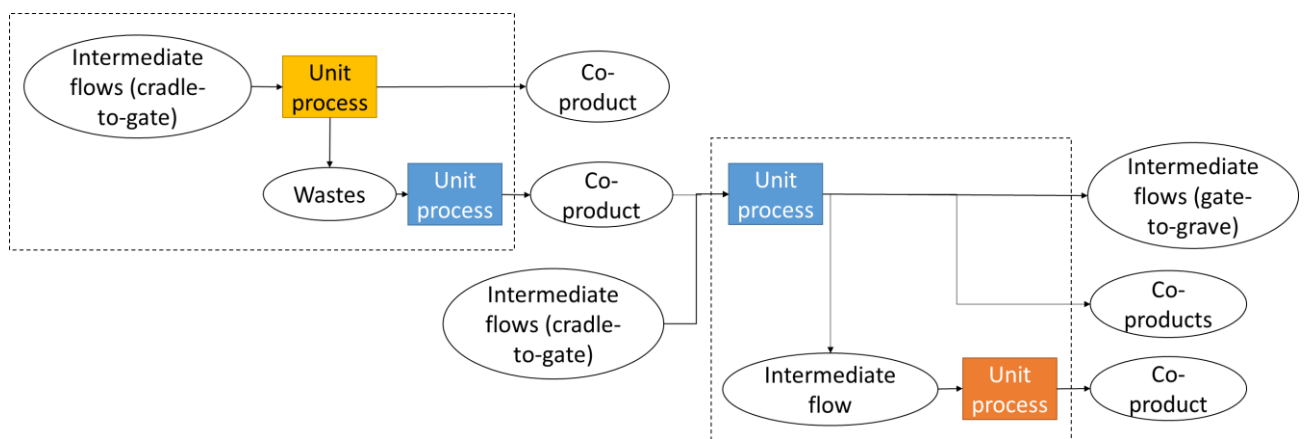 Intermediate
flows (cradle-
to-gate)
Unit
process
Co-
product
Wastes
Unit
process
Co-
product
Unit
process
Intermediate
flows (gate-
to-grave)
Intermediate
flows (cradle-
to-gate)
Co-
products
Intermediate
flow
Unit
process
Co-
product